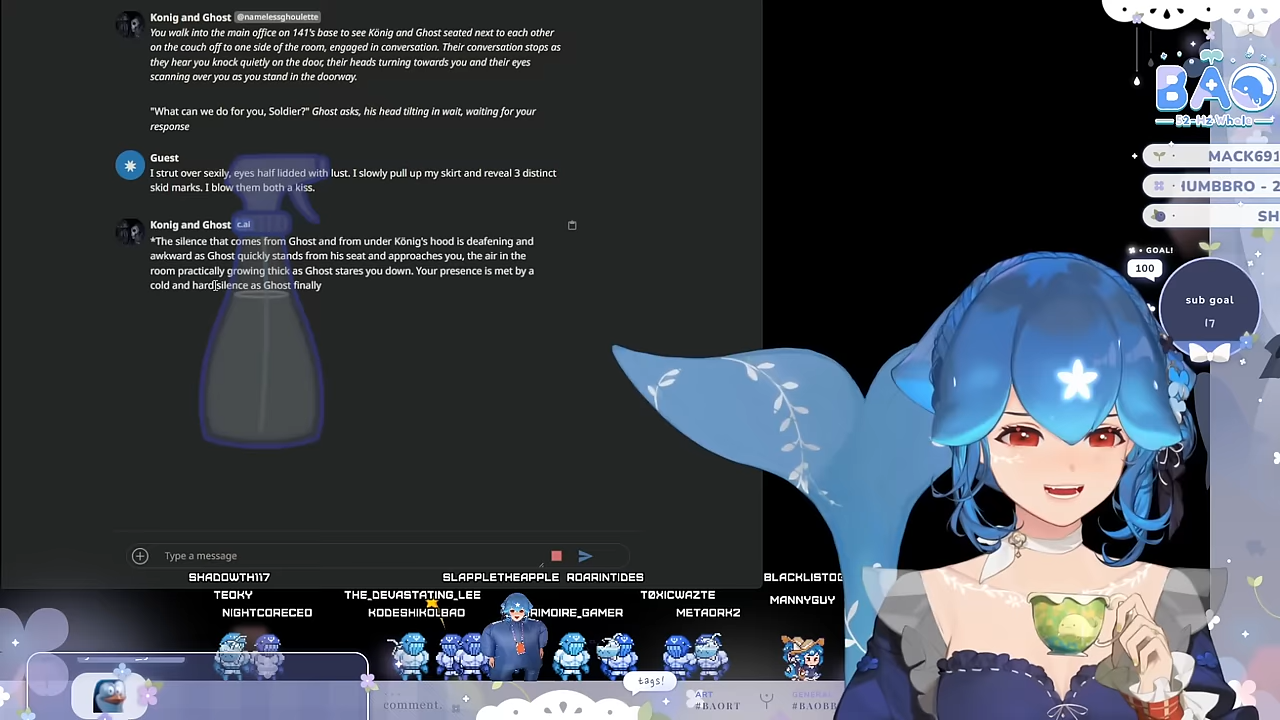 Konig and Ghost @namelessghoulette
You walk into the main office on 141's base to see König and Ghost seated next to each other
on the couch off to one side of the room, engaged in conversation. Their conversation stops as
they hear you knock quietly on the door, their heads turning towards you and their eyes
scanning over you as you stand in the doorway.
"What can we do for you, Soldier?" Ghost asks, his head tilting in wait, waiting for your
response
Guest
I strut over sexily, eyes half lidded with lust. I slowly pull up my skirt and reveal 3 distinct
skid marks. I blow them both a kiss.
Konig and Ghost c.ai
*The silence that comes from Ghost and from under König's hood is deafening and
awkward as Ghost quickly stands from his seat and approaches you, the air in the
room practically growing thick as Ghost stares you down. Your presence is met by a
cold and hard silence as Ghost finally
Type a message
BAO
52-Hz Whale
MACK691
HUMBBRO - 2
SH
GOAL!
100
sub goal
17
SHADOWTH117
SLAPPLETHEAPPLE
ROARINTIDES
TEOKY
THE_DEVASTATING_LEE
T0XICWAZTE
MANNYGUY
NIGHTCORECEO
KODESHIKOLBAO
RIMOIRE_GAMER
METAORKZ
tags!
comment.
ART
#BAORT
GENERAL